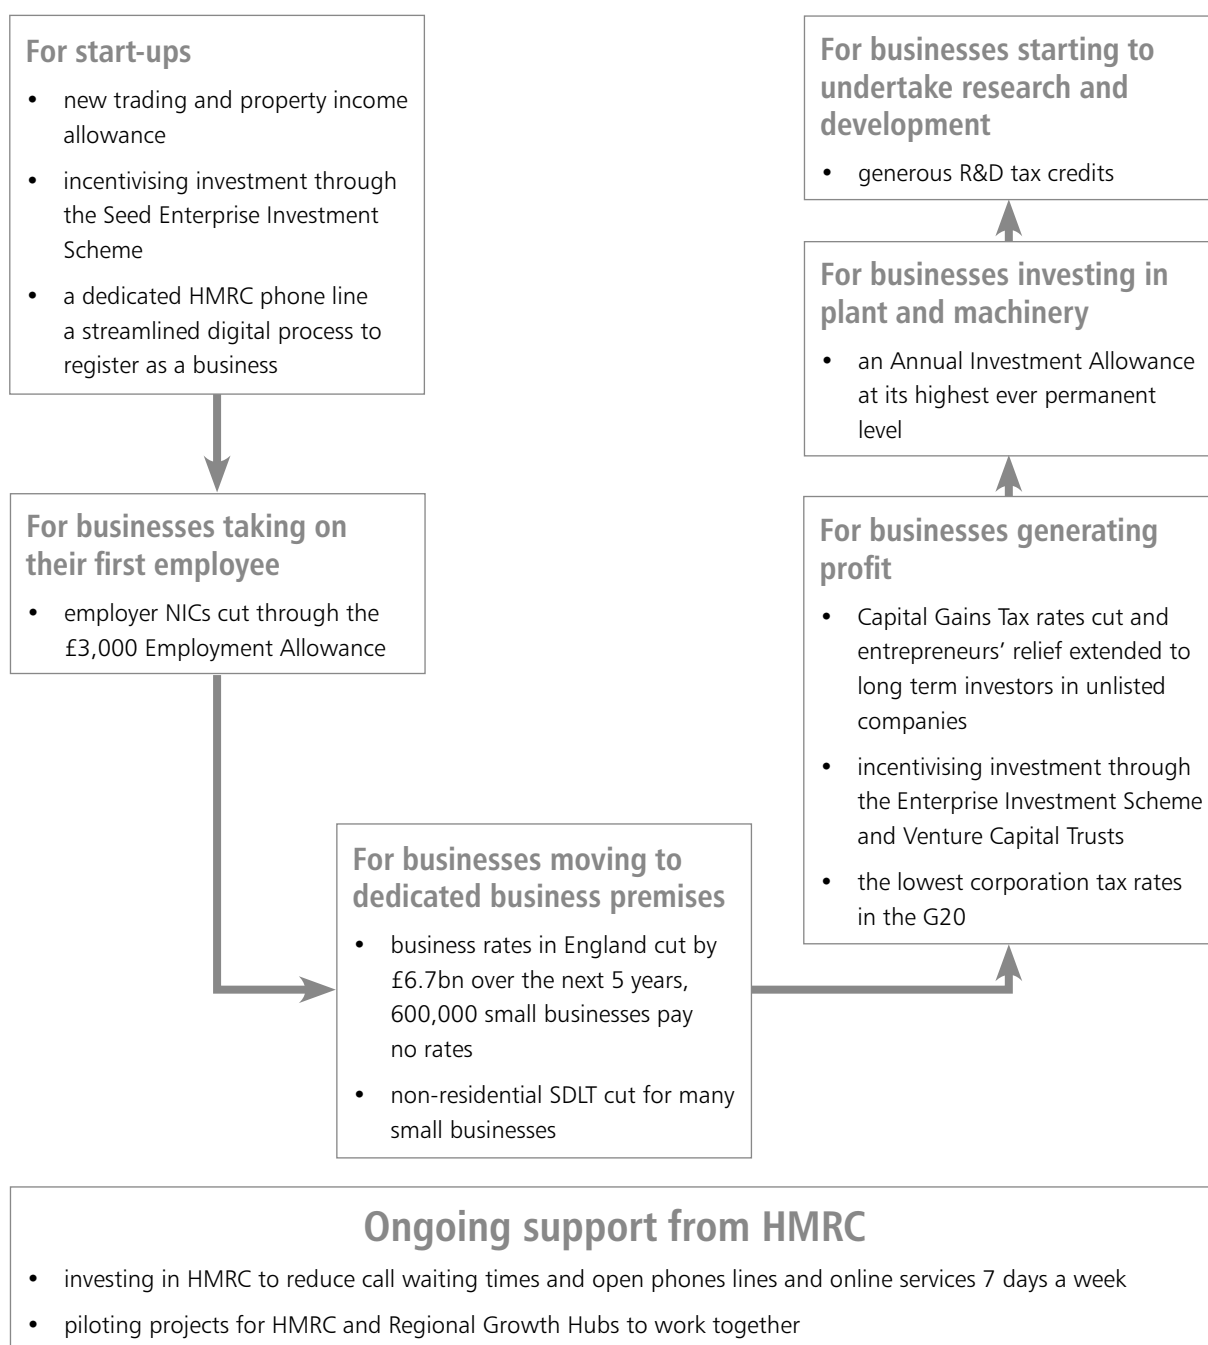 For start-ups
• new trading and property income
allowance
• incentivising investment through
the Seed Enterprise Investment
Scheme
• a dedicated HMRC phone line
a streamlined digital process to
register as a business
For businesses taking on
their first employee
• employer NICs cut through the
£3,000 Employment Allowance
For businesses moving to
dedicated business premises
• business rates in England cut by
£6.7bn over the next 5 years,
600,000 small businesses pay
no rates
• non-residential SDLT cut for many
small businesses
For businesses generating
profit
• Capital Gains Tax rates cut and
entrepreneurs’ relief extended to
long term investors in unlisted
companies
• incentivising investment through
the Enterprise Investment Scheme
and Venture Capital Trusts
• the lowest corporation tax rates
in the G20
For businesses investing in
plant and machinery
• an Annual Investment Allowance
at its highest ever permanent
level
For businesses starting to
undertake research and
development
• generous R&D tax credits
Ongoing support from HMRC
• investing in HMRC to reduce call waiting times and open phones lines and online services 7 days a week
• piloting projects for HMRC and Regional Growth Hubs to work together